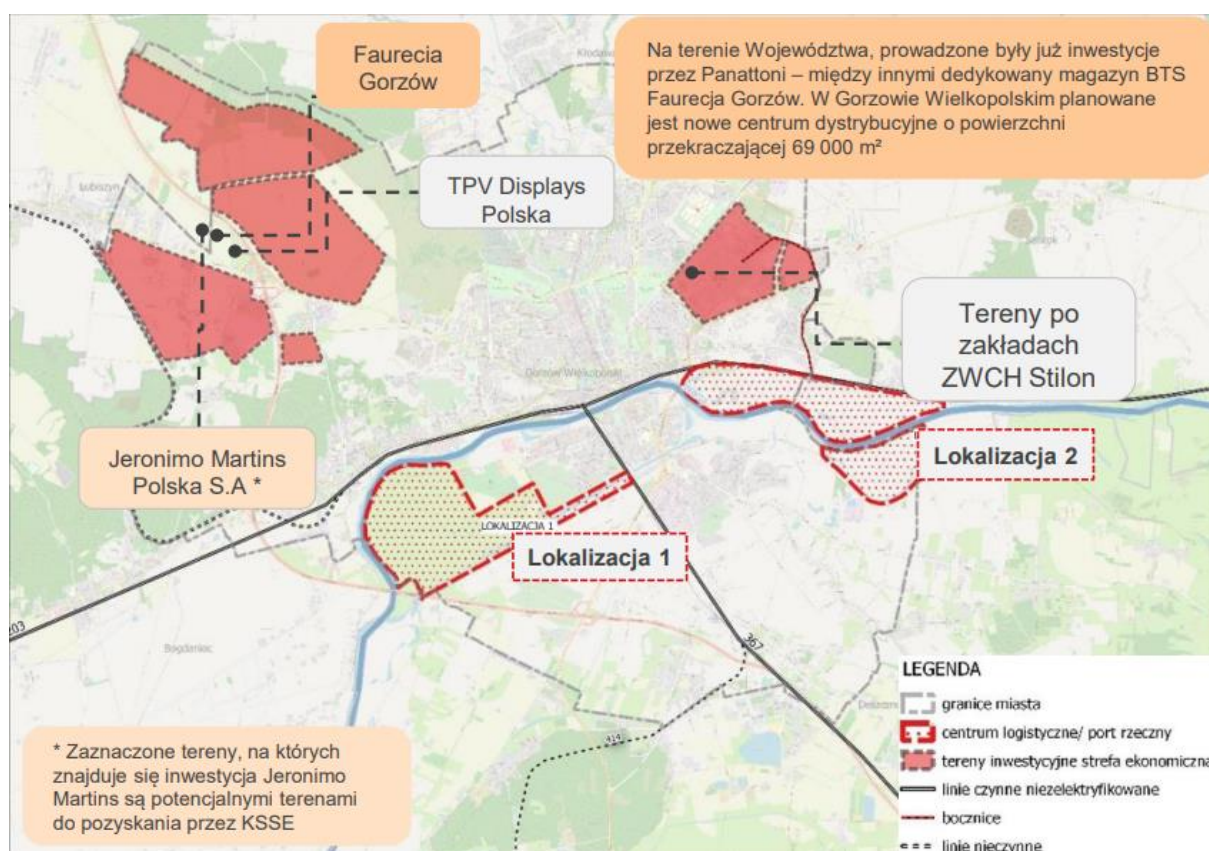 Faurecia
Gorzów
Na terenie Województwa, prowadzone były już inwestycje
przez Panattoni – między innymi dedykowany magazyn BTS
Faurecja Gorzów. W Gorzowie Wielkopolskim planowane
jest nowe centrum dystrybucyjne o powierzchni
przekraczającej 69 000 m²
TPV Displays
Polska
Lubiszyn
Tereny po
zakładach
ZWCH Stilon
Gorzów Wielkopolski
Jeronimo Martins
Polska S.A *
Lokalizacja 2
LOKALIZACJA 1
Lokalizacja 1
203
Bogdaniec
367
414
* Zaznaczone tereny, na których
znajduje się inwestycja Jeronimo
Martins są potencjalnymi terenami
do pozyskania przez KSSE
LEGENDA
granice miasta
centrum logistyczne/ port rzeczny
tereny inwestycyjne strefa ekonomiczna
linie czynne niezelektryfikowane
bocznice
linie nieczynne